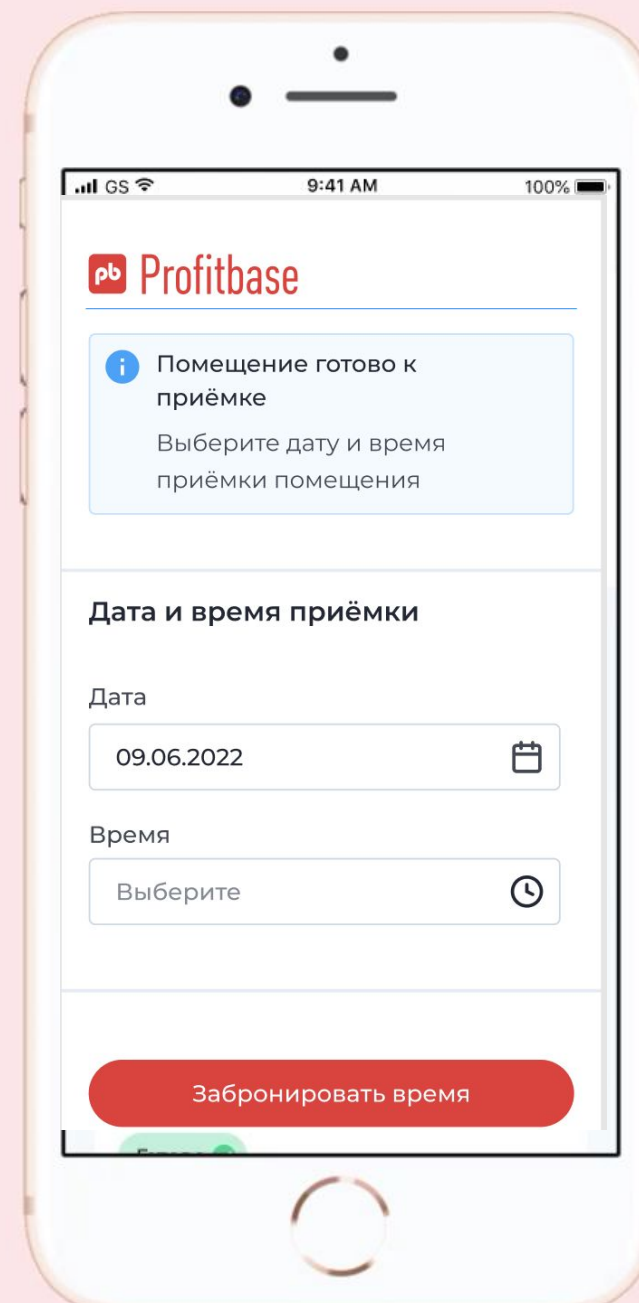 GS 9:41 AM 100%
pb Profitbase
Помещение готово к
приёмке
Выберите дату и время
приёмки помещения
Дата и время приёмки
Дата
09.06.2022
Время
Выберите
Забронировать время